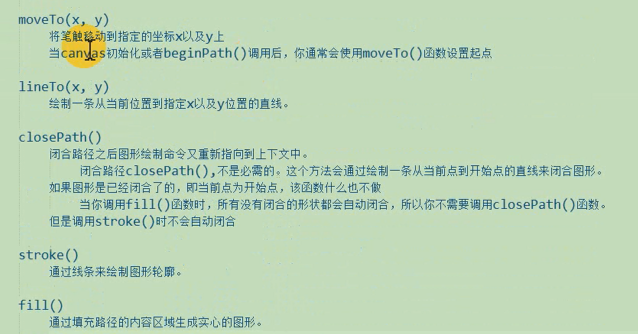 moveTo(x, y)
将笔触移动到指定的坐标x以及y上
当canvas初始化或者beginPath()调用后，你通常会使用moveTo()函数设置起点
lineTo(x, y)
绘制一条从当前位置到指定x以及y位置的直线。
closePath()
闭合路径之后图形绘制命令又重新指向到上下文中。
闭合路径closePath(),不是必需的。这个方法会通过绘制一条从当前点到开始点的直线来闭合图形。
如果图形是已经闭合了的，即当前点为开始点，该函数什么也不做
当你调用fill()函数时，所有没有闭合的形状都会自动闭合，所以你不需要调用closePath()函数。
但是调用stroke()时不会自动闭合
stroke()
通过线条来绘制图形轮廓。
fill()
通过填充路径的内容区域生成实心的图形。